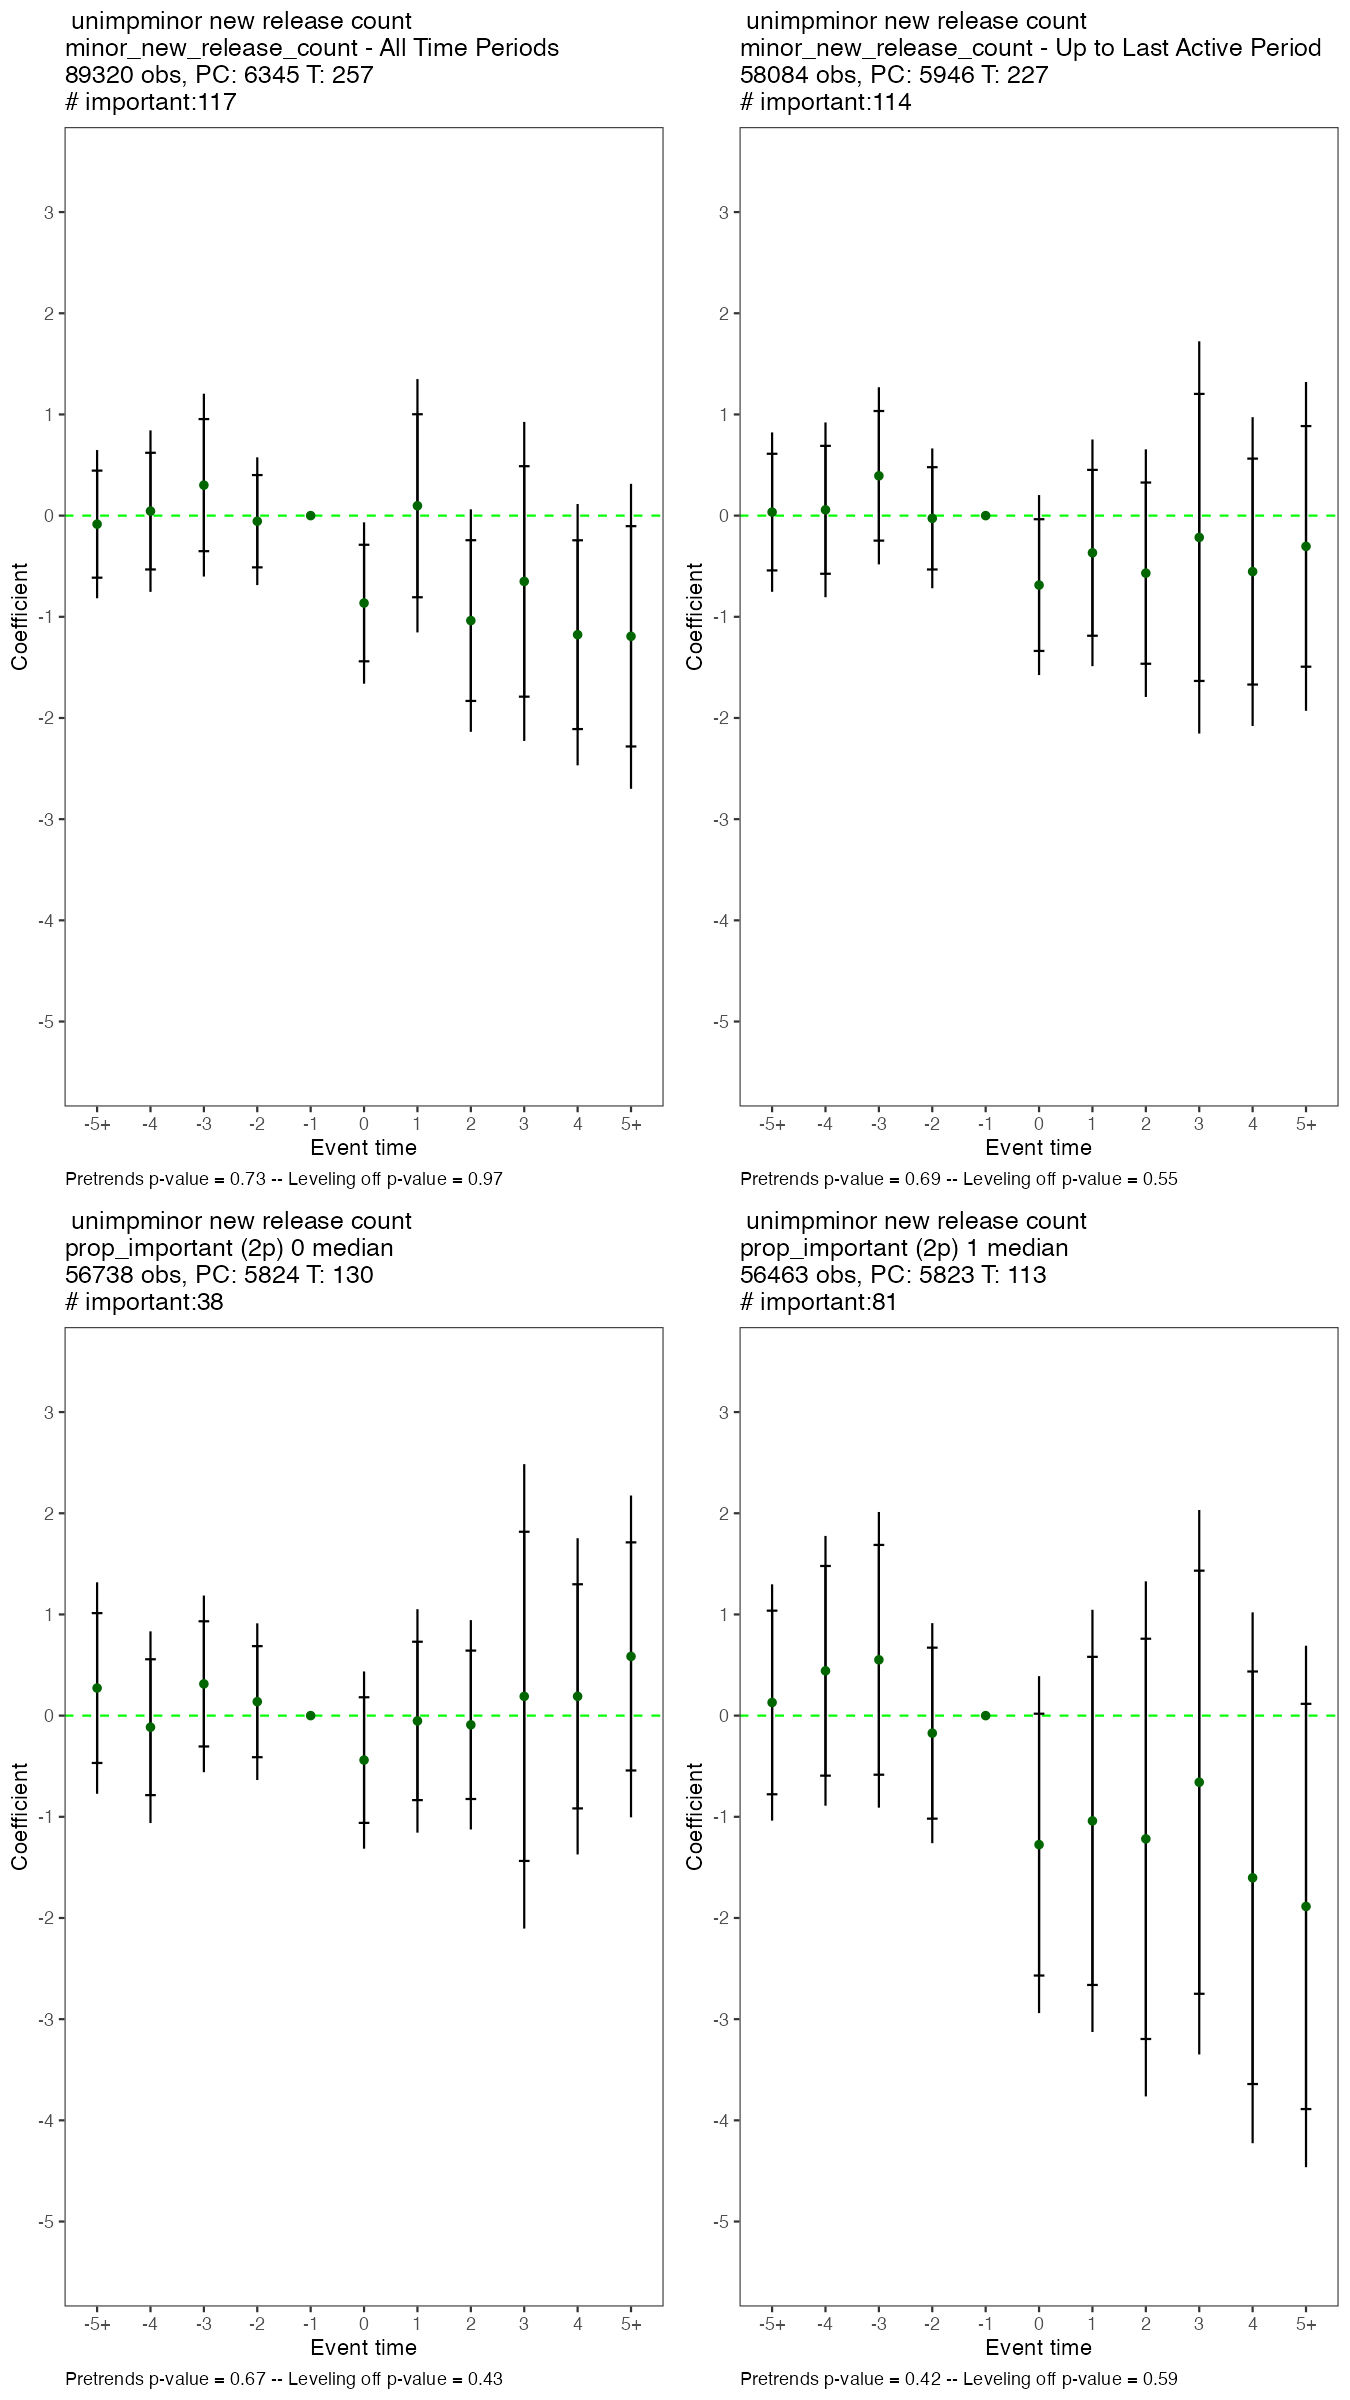 unimpminor new release count
minor_new_release_count - All Time Periods
89320 obs, PC: 6345 T: 257
# important:117
3
2
1
0
-1
-2
-3
-4
-5
Coefficient
-5+ -4 -3 -2 -1 0 1 2 3 4 5+
Event time
Pretrends p-value = 0.73 -- Leveling off p-value = 0.97
unimpminor new release count
minor_new_release_count - Up to Last Active Period
58084 obs, PC: 5946 T: 227
# important:114
3
2
1
0
-1
-2
-3
-4
-5
Coefficient
-5+ -4 -3 -2 -1 0 1 2 3 4 5+
Event time
Pretrends p-value = 0.69 -- Leveling off p-value = 0.55
unimpminor new release count
prop_important (2p) 0 median
56738 obs, PC: 5824 T: 130
# important:38
3
2
1
0
-1
-2
-3
-4
-5
Coefficient
-5+ -4 -3 -2 -1 0 1 2 3 4 5+
Event time
Pretrends p-value = 0.67 -- Leveling off p-value = 0.43
unimpminor new release count
prop_important (2p) 1 median
56463 obs, PC: 5823 T: 113
# important:81
3
2
1
0
-1
-2
-3
-4
-5
Coefficient
-5+ -4 -3 -2 -1 0 1 2 3 4 5+
Event time
Pretrends p-value = 0.42 -- Leveling off p-value = 0.59